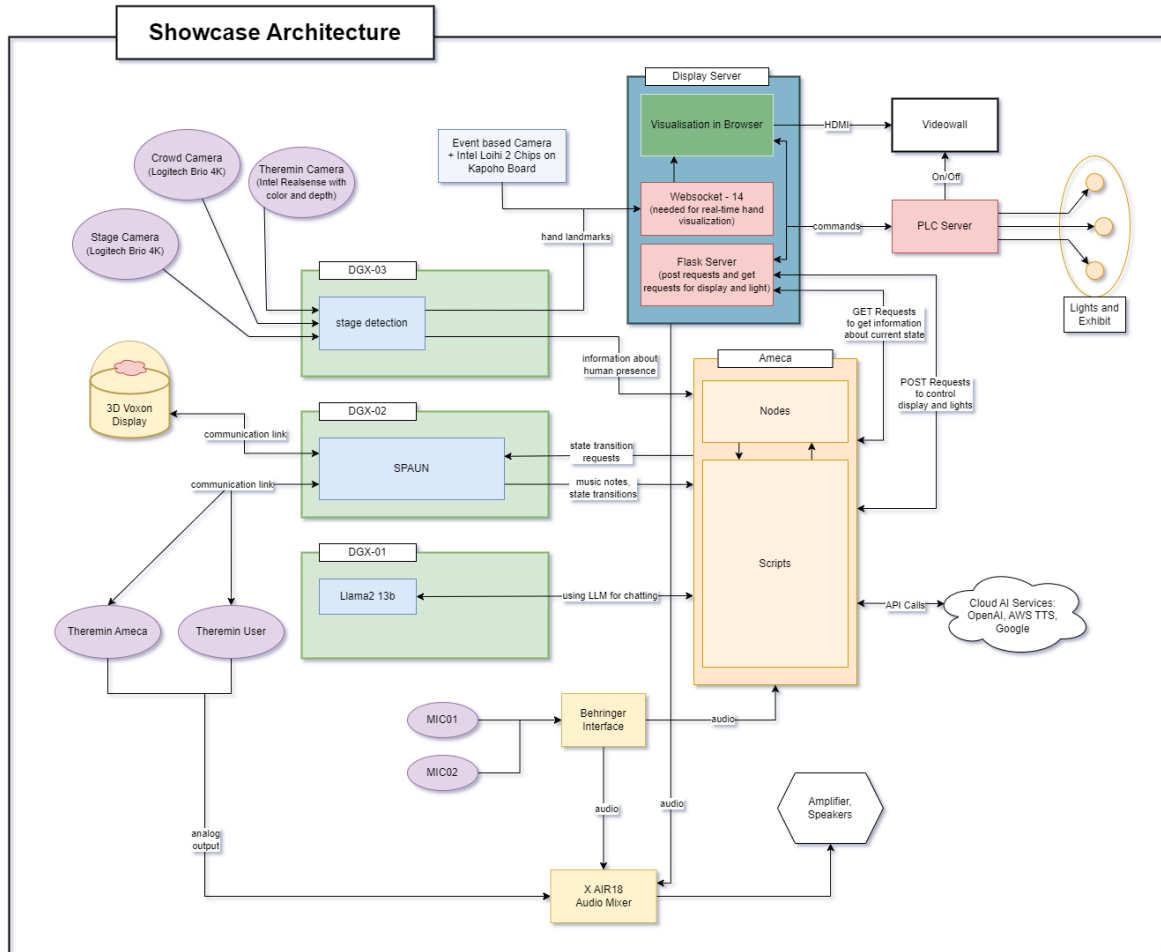 Showcase Architecture
Display Server
Visualisation in Browser
HDMI
Videowall
Event based Camera
+ Intel Loihi 2 Chips on
Kapoho Board
Crowd Camera
(Logitech Brio 4K)
Theremin Camera
(Intel Realsense with
color and depth)
On/Off
Websocket - 14
(needed for real-time hand
visualization)
commands
PLC Server
Stage Camera
(Logitech Brio 4K)
hand landmarks
Flask Server
(post requests and get
requests for display and light)
DGX-03
stage detection
Lights and
Exhibit
GET Requests
to get information
about current state
information about
human presence
Ameca
POST Requests
to control
display and lights
3D Voxon
Display
Nodes
DGX-02
communication link
SPAUN
state transition
requests
communication link
music notes,
state transitions
DGX-01
Scripts
Llama2 13b
using LLM for chatting
API Calls
Cloud AI Services:
OpenAI, AWS TTS,
Google
Theremin Ameca
Theremin User
MIC01
Behringer
Interface
audio
MIC02
audio
audio
Amplifier,
Speakers
analog
output
X AIR18
Audio Mixer